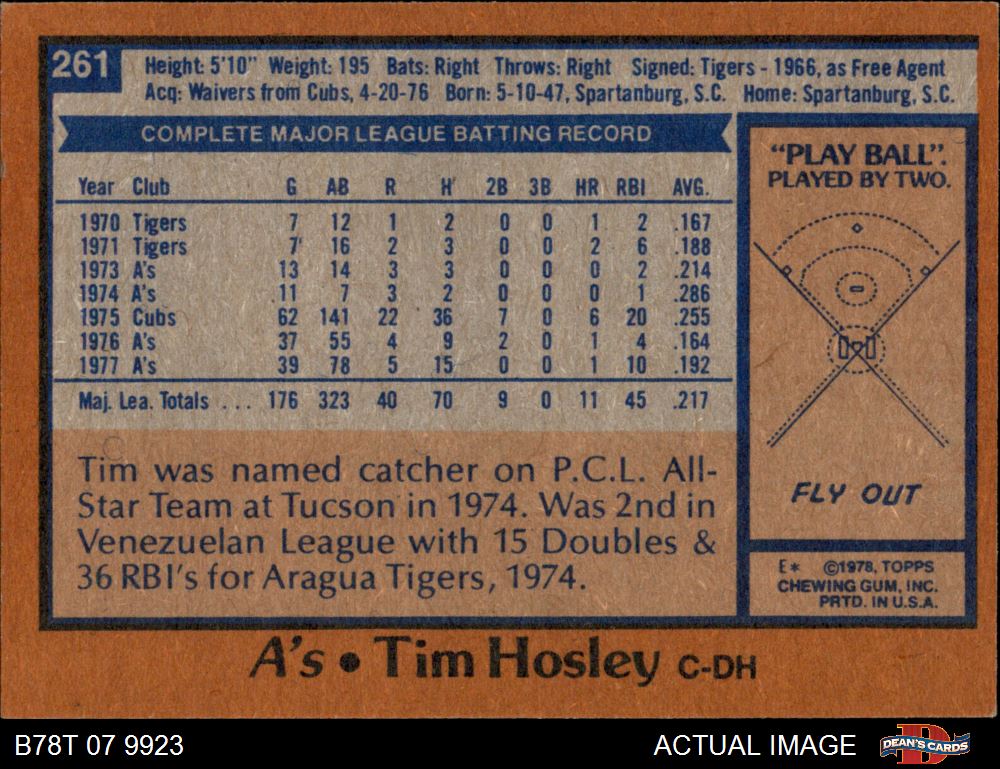 261
Height: 5'10" Weight: 195 Bats: Right Throws: Right Signed: Tigers - 1966, as Free Agent
Acq: Waivers from Cubs, 4-20-76 Born: 5-10-47, Spartanburg, S.C. Home: Spartanburg, S.C.
COMPLETE MAJOR LEAGUE BATTING RECORD
Year Club G AB R H 2B 3B HR RBI AVG.
1970 Tigers 7 12 1 2 0 0 1 2 .167
1971 Tigers 7 16 2 3 0 0 2 6 .188
1973 A's 13 14 3 3 0 0 0 2 .214
1974 A's 11 7 3 2 0 0 0 1 .286
1975 Cubs 62 141 22 36 7 0 6 20 .255
1976 A's 37 55 4 9 2 0 1 4 .164
1977 A's 39 78 5 15 0 0 1 10 .192
Maj. Lea. Totals ... 176 323 40 70 9 0 11 45 .217
Tim was named catcher on P.C.L. All-
Star Team at Tucson in 1974. Was 2nd in
Venezuelan League with 15 Doubles &
36 RBI's for Aragua Tigers, 1974.
"PLAY BALL".
PLAYED BY TWO.
FLY OUT
E* ©1978, TOPPS
CHEWING GUM, INC.
PRTD. IN U.S.A.
A's • Tim Hosley C-DH
B78T 07 9923
ACTUAL IMAGE
DEAN'S CARDS